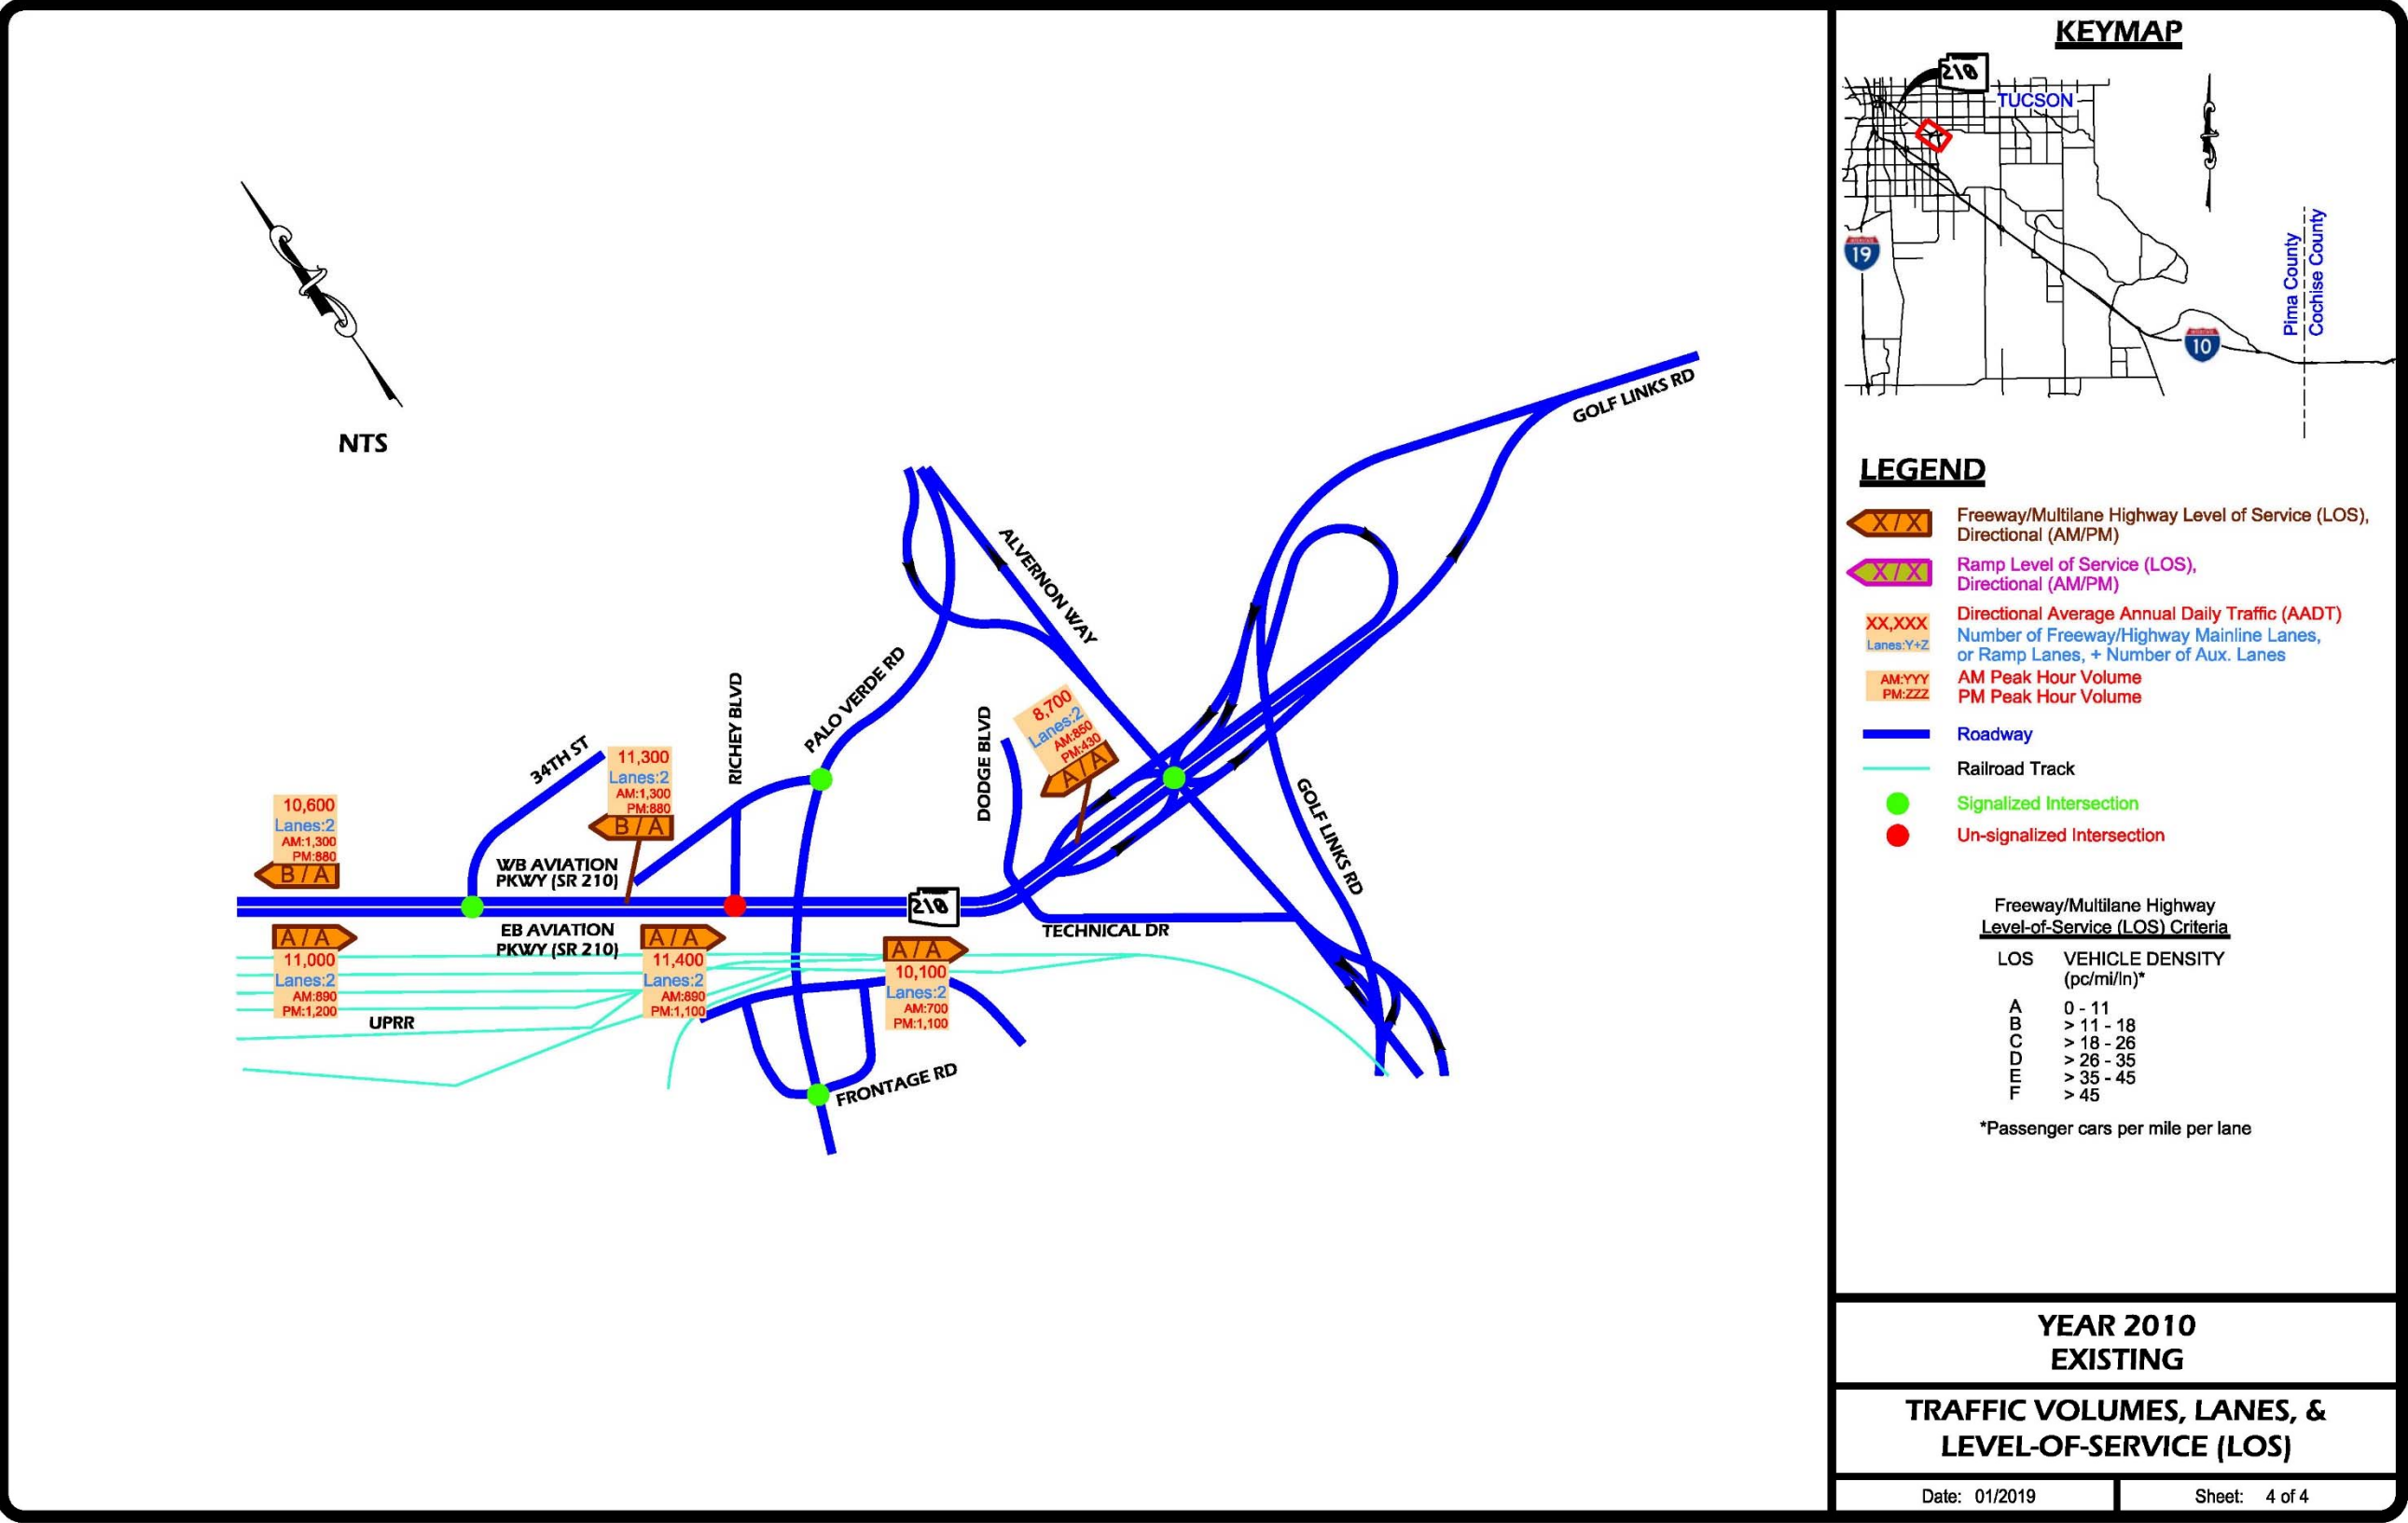 NTS
34TH ST
11,300
Lanes:2
AM:1,300
PM:880
B / A
10,600
Lanes:2
AM:1,300
PM:880
B / A
WB AVIATION
PKWY (SR 210)
RICHEY BLVD
PALO VERDE RD
ALVERNON WAY
DODGE BLVD
8,700
Lanes:2
AM:850
PM:430
A / A
GOLF LINKS RD
GOLF LINKS RD
210
EB AVIATION
PKWY (SR 210)
A / A
11,000
Lanes:2
AM:890
PM:1,200
A / A
11,400
Lanes:2
AM:890
PM:1,100
A / A
10,100
Lanes:2
AM:700
PM:1,100
TECHNICAL DR
UPRR
FRONTAGE RD
KEYMAP
210
TUCSON
19
10
Pima County
Cochise County
LEGEND
X / X
Freeway/Multilane Highway Level of Service (LOS),
Directional (AM/PM)
X / X
Ramp Level of Service (LOS),
Directional (AM/PM)
XX,XXX
Lanes:Y+Z
Directional Average Annual Daily Traffic (AADT)
Number of Freeway/Highway Mainline Lanes,
or Ramp Lanes, + Number of Aux. Lanes
AM:YYY
PM:ZZZ
AM Peak Hour Volume
PM Peak Hour Volume
Roadway
Railroad Track
Signalized Intersection
Un-signalized Intersection
Freeway/Multilane Highway
Level-of-Service (LOS) Criteria
LOS VEHICLE DENSITY
(pc/mi/ln)*
A 0 - 11
B > 11 - 18
C > 18 - 26
D > 26 - 35
E > 35 - 45
F > 45
*Passenger cars per mile per lane
YEAR 2010
EXISTING
TRAFFIC VOLUMES, LANES, &
LEVEL-OF-SERVICE (LOS)
Date: 01/2019
Sheet: 4 of 4